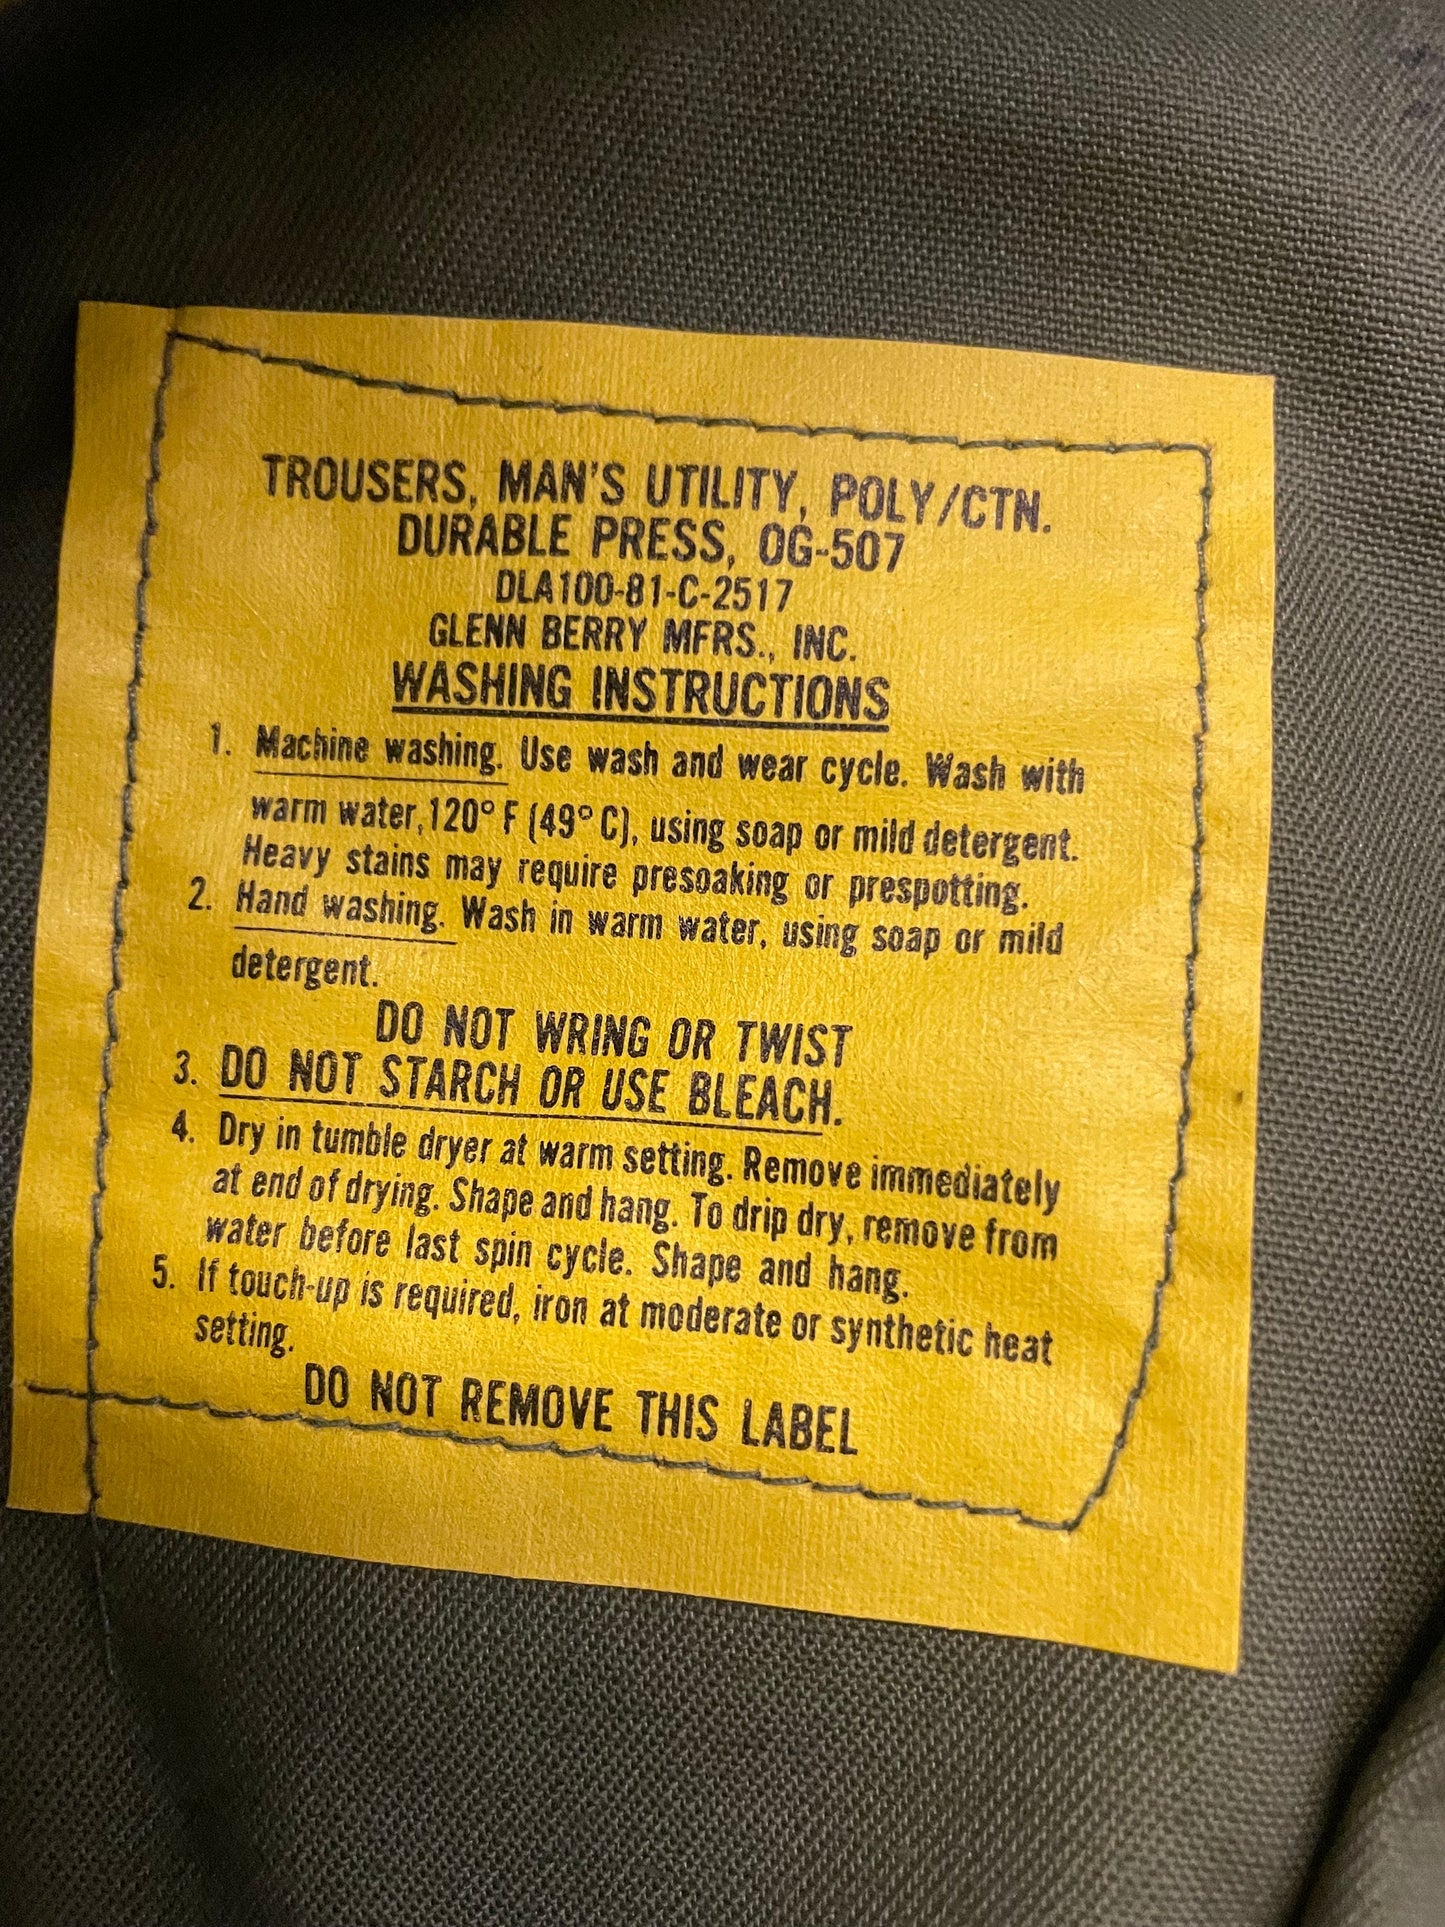 TROUSERS, MAN'S UTILITY, POLY/CTN.
DURABLE PRESS, OG-507
DLA100-81-C-2517
GLENN BERRY MFRS., INC.
WASHING INSTRUCTIONS
1. Machine washing. Use wash and wear cycle. Wash with
warm water, 120° F (49° C), using soap or mild detergent.
Heavy stains may require presoaking or prespotting.
2. Hand washing. Wash in warm water, using soap or mild
detergent.
DO NOT WRING OR TWIST
3. DO NOT STARCH OR USE BLEACH.
4. Dry in tumble dryer at warm setting. Remove immediately
at end of drying. Shape and hang. To drip dry, remove from
water before last spin cycle. Shape and hang.
5. If touch-up is required, iron at moderate or synthetic heat
setting.
DO NOT REMOVE THIS LABEL